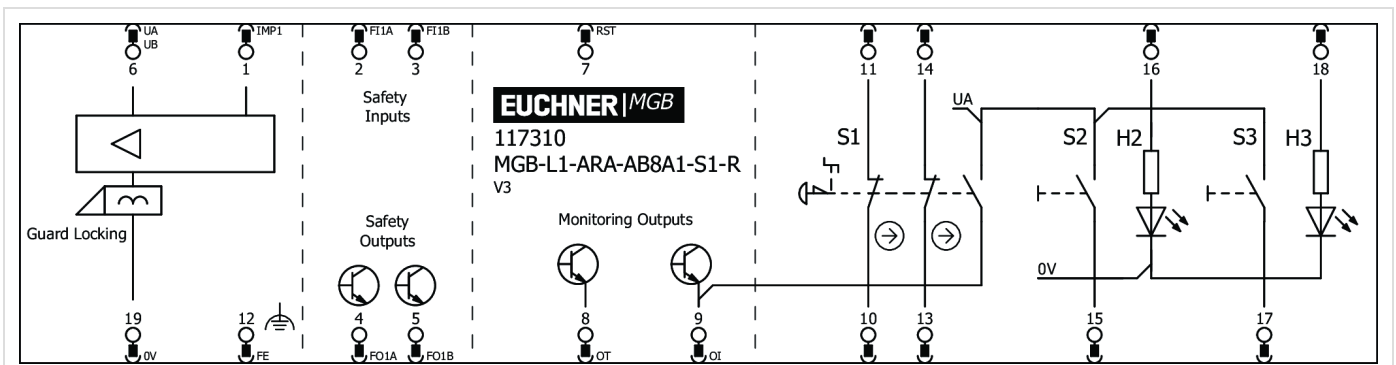 UA
UB
IMP1
FI1A
FI1B
RST
6
1
2
3
7
11
14
16
18
Safety
Inputs
EUCHNER|MGB
117310
MGB-L1-ARA-AB8A1-S1-R
V3
UA
S1
S2
H2
S3
H3
Guard Locking
Safety
Outputs
Monitoring Outputs
0V
19
12
4
5
8
9
10
13
15
17
0V
FE
FO1A
FO1B
OT
OI